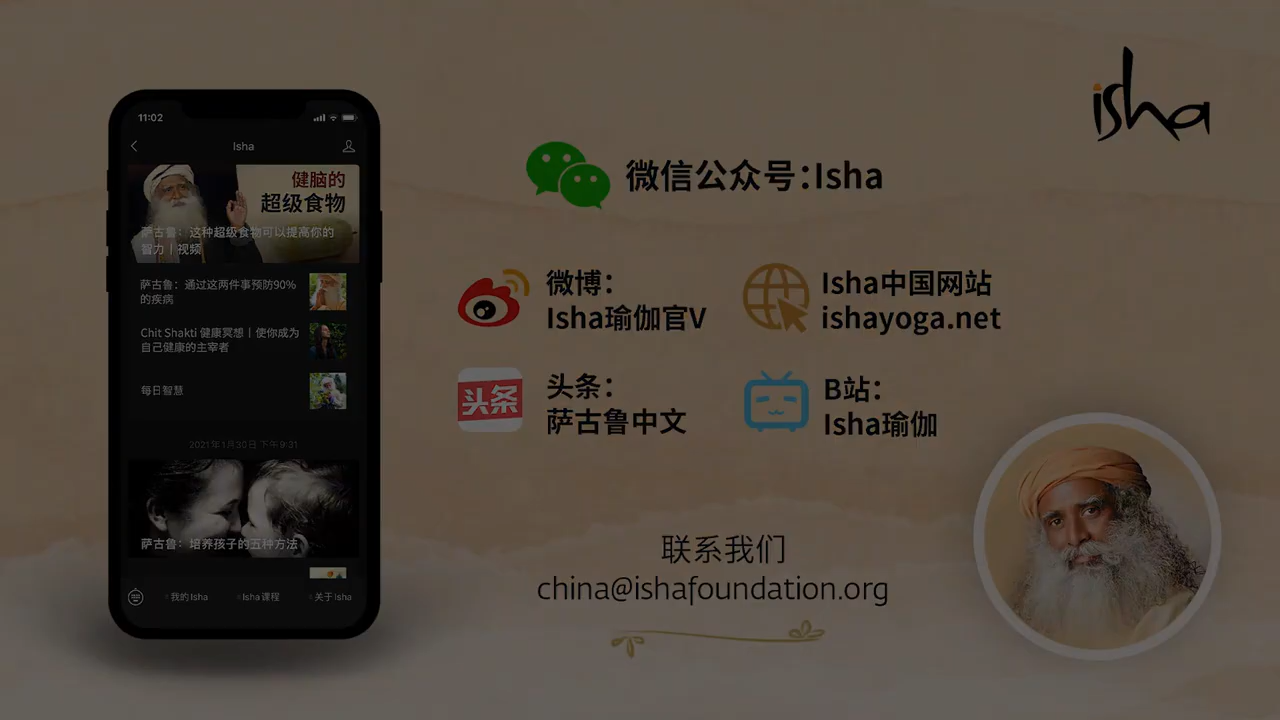 isha
11:02
Isha
健脑的
超级食物
萨古鲁：这种超级食物可以提高你的
智力丨视频
萨古鲁：通过这两件事预防90%
的疾病
Chit Shakti 健康冥想丨使你成为
自己健康的主宰者
每日智慧
2021年1月30日 下午9:31
萨古鲁：培养孩子的五种方法
我的Isha
Isha课程
关于Isha
微信公众号：Isha
微博：
Isha瑜伽官V
Isha中国网站
ishayoga.net
头条
头条：
萨古鲁中文
B站：
Isha瑜伽
联系我们
china@ishafoundation.org